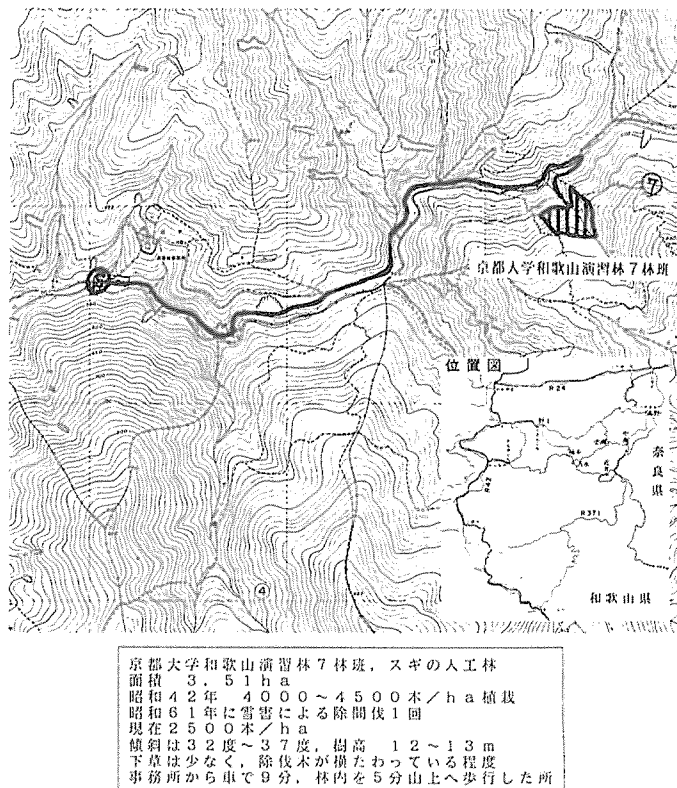 ⑦
京都大学和歌山演習林7林班
位置図
R24
奈良県
R42
R371
和歌山県
④
京都大学和歌山演習林7林班，スギの人工林
面積　3．51ha
昭和42年　4000～4500本／ha植栽
昭和61年に雪害による除間伐1回
現在2500本／ha
傾斜は32度～37度，樹高　12～13m
下草は少なく，除伐木が横たわっている程度
事務所から車で9分，林内を5分山上へ歩行した所